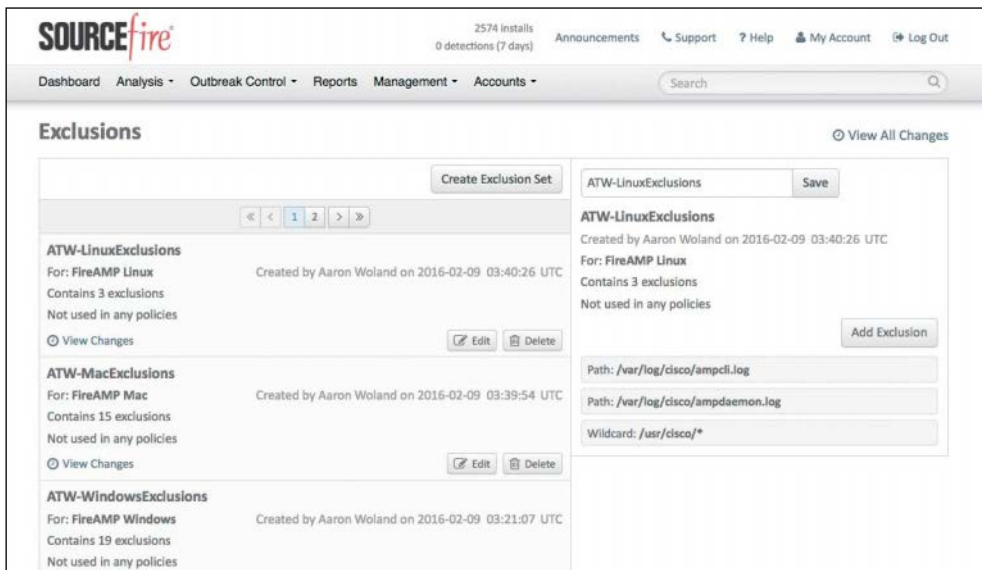 SOURCEfire®
2574 installs
0 detections (7 days)
Announcements Support ? Help My Account Log Out
Dashboard Analysis Outbreak Control Reports Management Accounts
Search
Exclusions
View All Changes
Create Exclusion Set
« < 1 2 > »
ATW-LinuxExclusions
For: FireAMP Linux Created by Aaron Woland on 2016-02-09 03:40:26 UTC
Contains 3 exclusions
Not used in any policies
View Changes Edit Delete
ATW-MacExclusions
For: FireAMP Mac Created by Aaron Woland on 2016-02-09 03:39:54 UTC
Contains 15 exclusions
Not used in any policies
View Changes Edit Delete
ATW-WindowsExclusions
For: FireAMP Windows Created by Aaron Woland on 2016-02-09 03:21:07 UTC
Contains 19 exclusions
Not used in any policies
ATW-LinuxExclusions Save
ATW-LinuxExclusions
Created by Aaron Woland on 2016-02-09 03:40:26 UTC
For: FireAMP Linux
Contains 3 exclusions
Not used in any policies
Add Exclusion
Path: /var/log/cisco/ampcli.log
Path: /var/log/cisco/ampdaemon.log
Wildcard: /usr/cisco/*